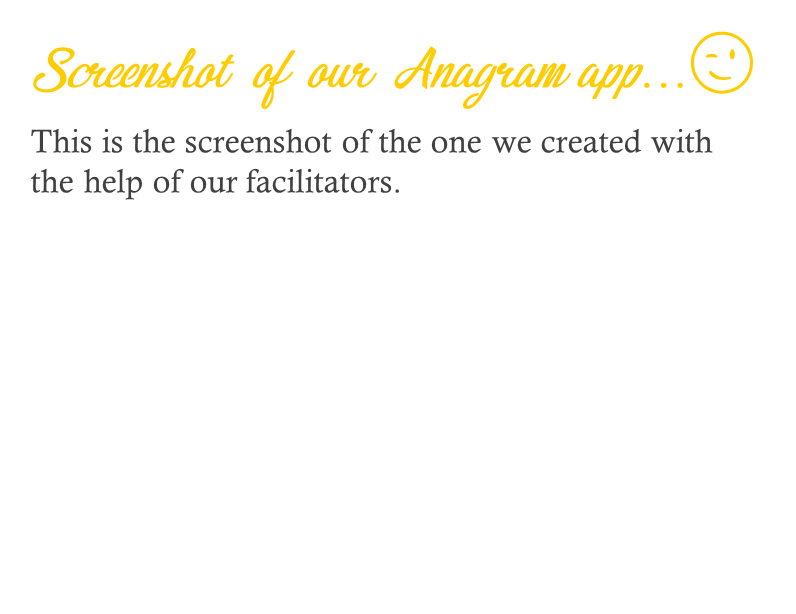 Screenshot of our Anagram app...
This is the screenshot of the one we created with
the help of our facilitators.